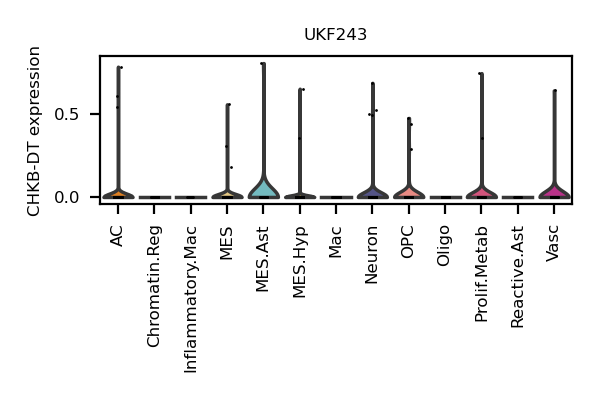 UKF243
CHKB-DT expression
0.5
0.0
AC
Chromatin.Reg
Inflammatory.Mac
MES
MES.Ast
MES.Hyp
Mac
Neuron
OPC
Oligo
Prolif.Metab
Reactive.Ast
Vasc